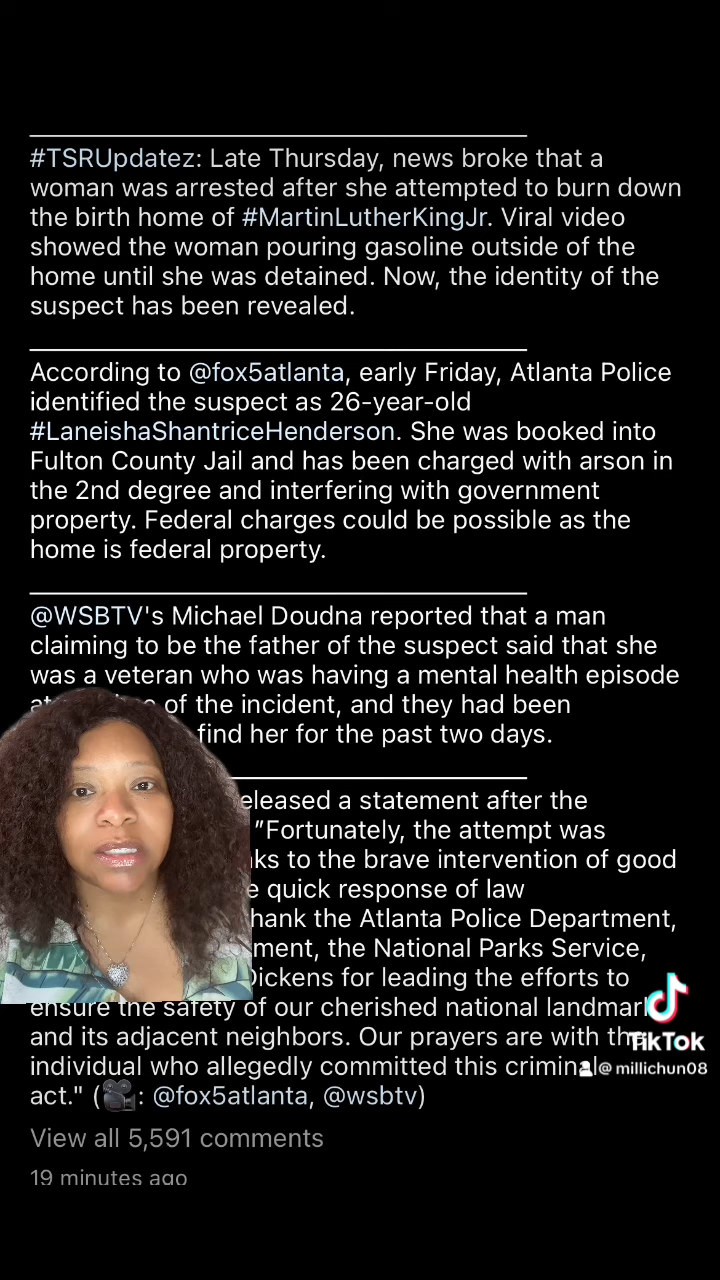 #TSRUpdatez: Late Thursday, news broke that a
woman was arrested after she attempted to burn down
the birth home of #MartinLutherKingJr. Viral video
showed the woman pouring gasoline outside of the
home until she was detained. Now, the identity of the
suspect has been revealed.
According to @fox5atlanta, early Friday, Atlanta Police
identified the suspect as 26-year-old
#LaneishaShantriceHenderson. She was booked into
Fulton County Jail and has been charged with arson in
the 2nd degree and interfering with government
property. Federal charges could be possible as the
home is federal property.
@WSBTV's Michael Doudna reported that a man
claiming to be the father of the suspect said that she
was a veteran who was having a mental health episode
of the incident, and they had been
find her for the past two days.
eleased a statement after the
"Fortunately, the attempt was
to the brave intervention of good
quick response of law
hank the Atlanta Police Department,
ment, the National Parks Service,
Dickens for leading the efforts to
ensure the safety of our cherished national landmark
and its adjacent neighbors. Our prayers are with the
individual who allegedly committed this criminal
act." (🎥: @fox5atlanta, @wsbtv)
View all 5,591 comments
19 minutes ago
TikTok
@ millichun08